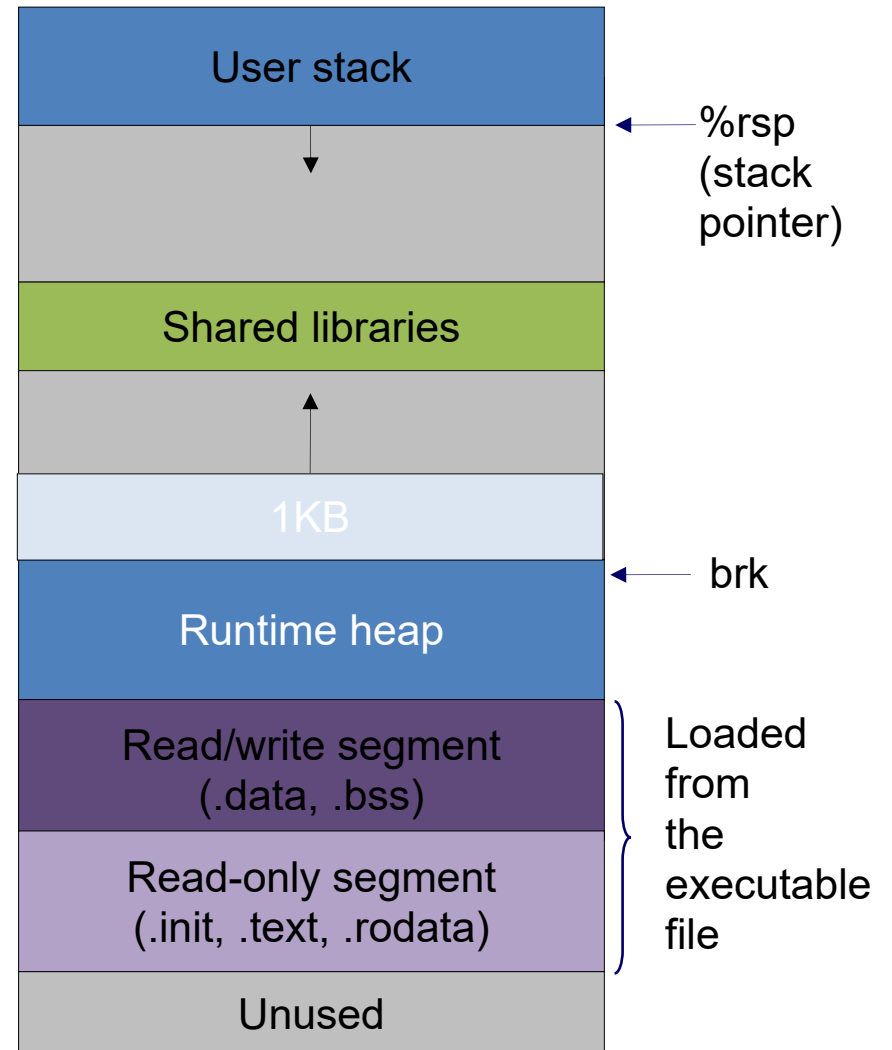 User stack
%rsp
(stack
pointer)
Shared libraries
1KB
brk
Runtime heap
Read/write segment
(.data, .bss)
Read-only segment
(.init, .text, .rodata)
Loaded
from
the
executable
file
Unused